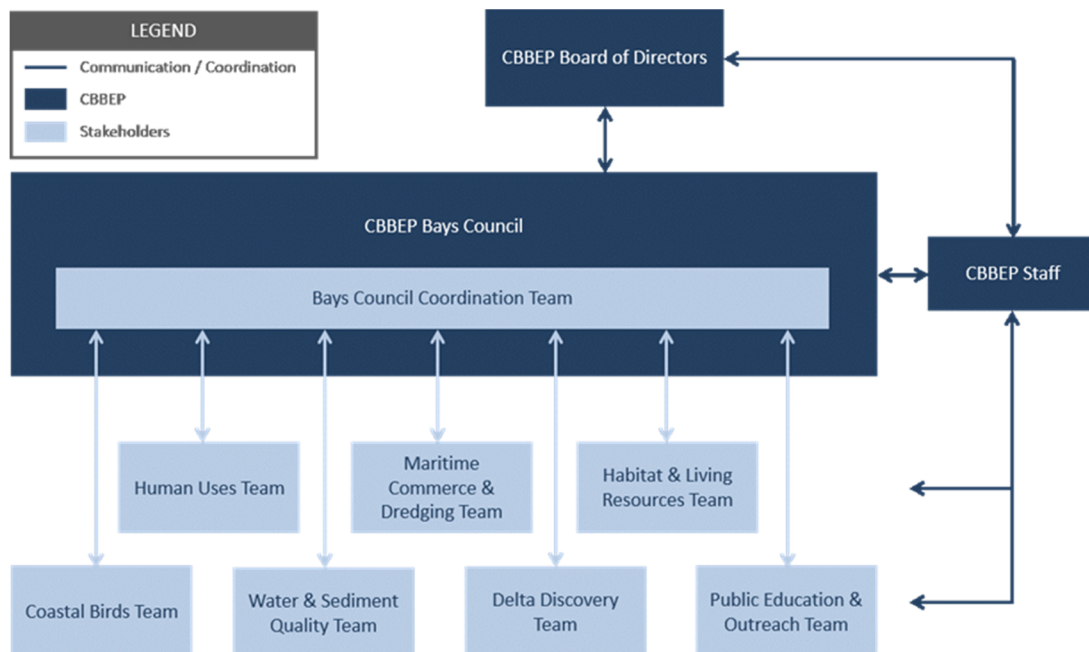 LEGEND
Communication / Coordination
CBBEP
Stakeholders
CBBEP Board of Directors
CBBEP Bays Council
Bays Council Coordination Team
CBBEP Staff
Human Uses Team
Maritime
Commerce &
Dredging Team
Habitat & Living
Resources Team
Coastal Birds Team
Water & Sediment
Quality Team
Delta Discovery
Team
Public Education &
Outreach Team